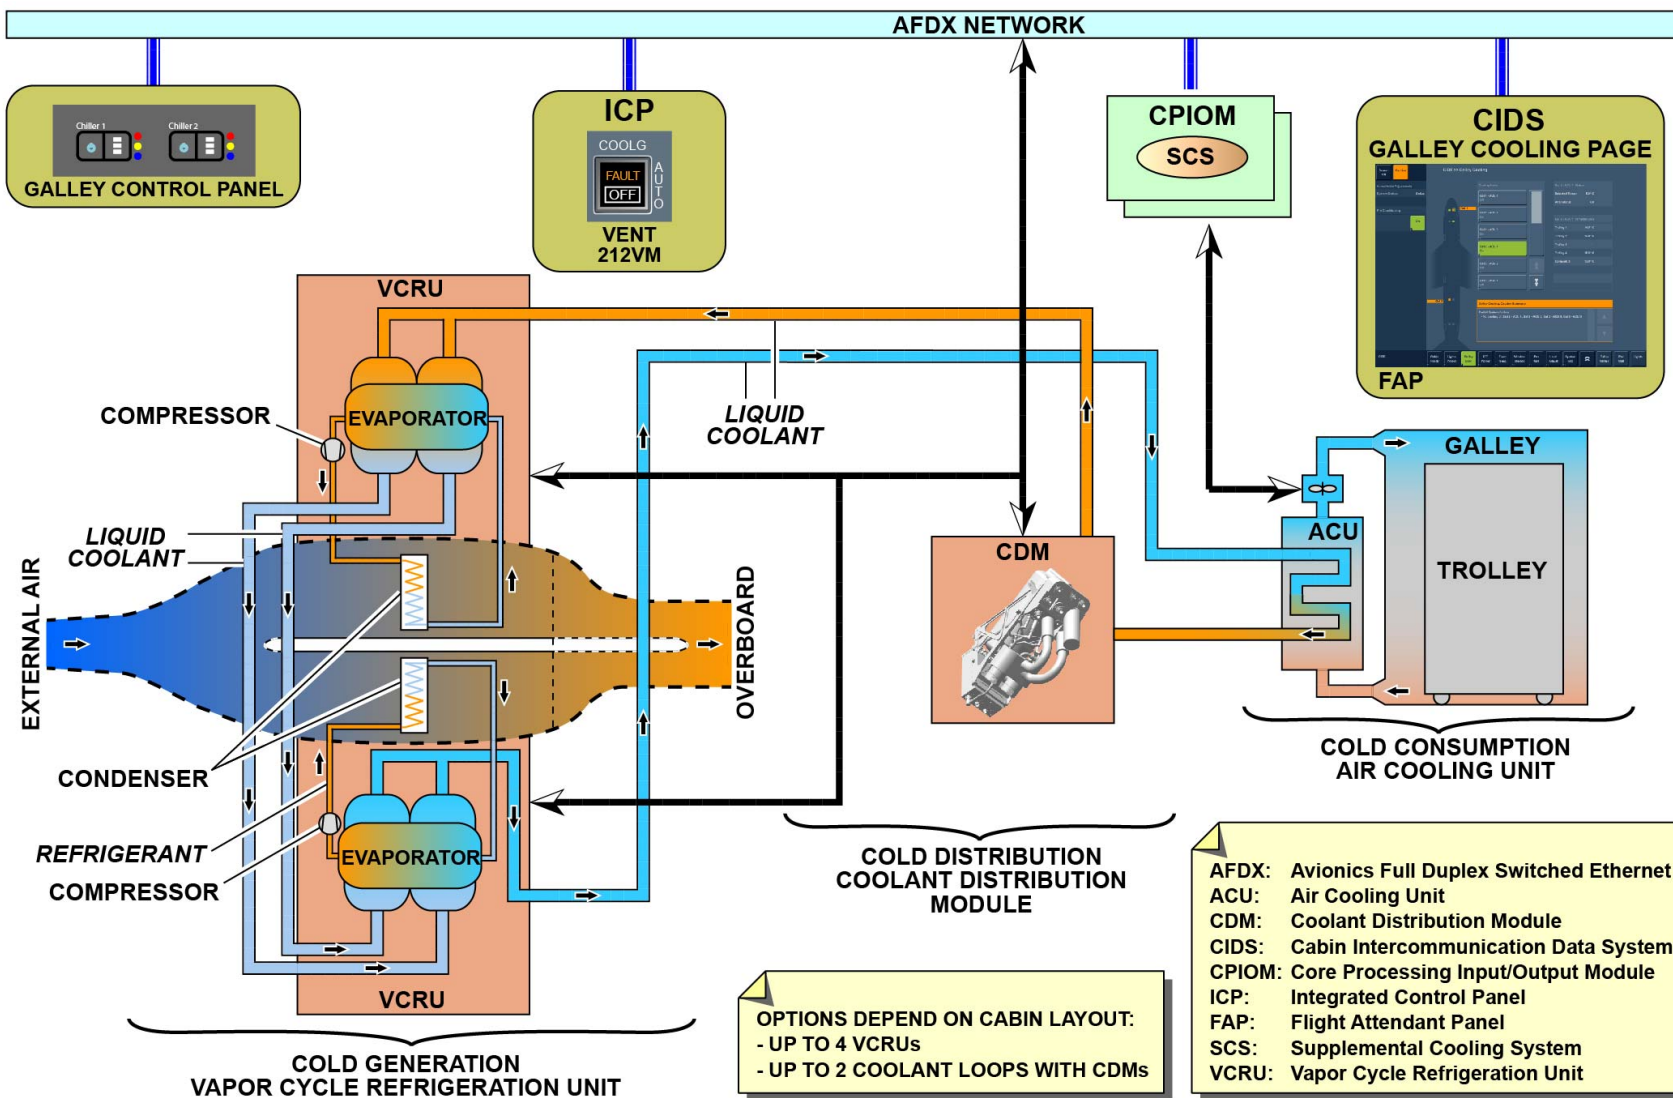 AFDX NETWORK
Chiller 1
Chiller 2
GALLEY CONTROL PANEL
ICP
COOLG
FAULT
OFF
AUTO
VENT
212VM
CPIOM
SCS
CIDS
GALLEY COOLING PAGE
FAP
VCRU
EVAPORATOR
COMPRESSOR
LIQUID
COOLANT
LIQUID
COOLANT
GALLEY
TROLLEY
ACU
CDM
EXTERNAL AIR
OVERBOARD
CONDENSER
REFRIGERANT
COMPRESSOR
EVAPORATOR
VCRU
COLD CONSUMPTION
AIR COOLING UNIT
COLD DISTRIBUTION
COOLANT DISTRIBUTION
MODULE
COLD GENERATION
VAPOR CYCLE REFRIGERATION UNIT
OPTIONS DEPEND ON CABIN LAYOUT:
- UP TO 4 VCRUs
- UP TO 2 COOLANT LOOPS WITH CDMs
AFDX: Avionics Full Duplex Switched Ethernet
ACU: Air Cooling Unit
CDM: Coolant Distribution Module
CIDS: Cabin Intercommunication Data System
CPIOM: Core Processing Input/Output Module
ICP: Integrated Control Panel
FAP: Flight Attendant Panel
SCS: Supplemental Cooling System
VCRU: Vapor Cycle Refrigeration Unit